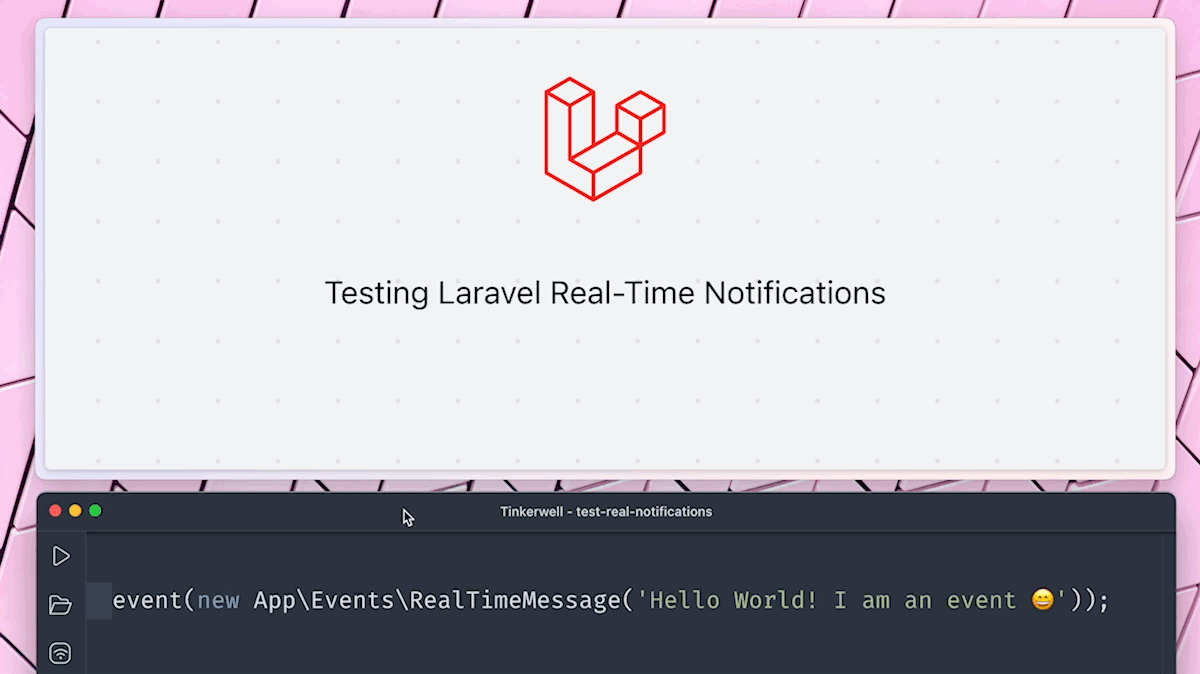 Testing Laravel Real-Time Notifications
Tinkerwell - test-real-notifications
event(new App\Events\RealTimeMessage('Hello World! I am an event 😄'));